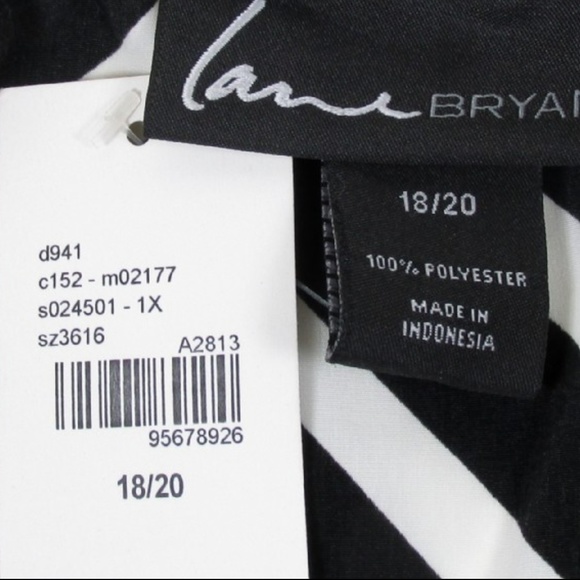 Lane BRYAN
18/20
100% POLYESTER
MADE IN
INDONESIA
d941
c152 - m02177
s024501 - 1X
sz3616
A2813
95678926
18/20